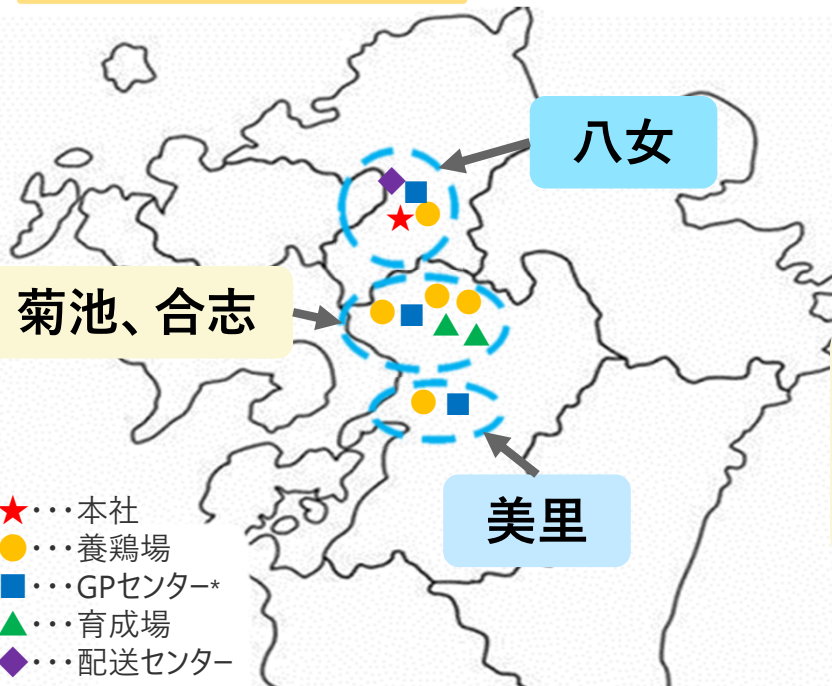 八女
菊池、合志
美里
★･･･本社
●･･･養鶏場
■･･･GPセンター*
▲･･･育成場
◆･･･配送センター